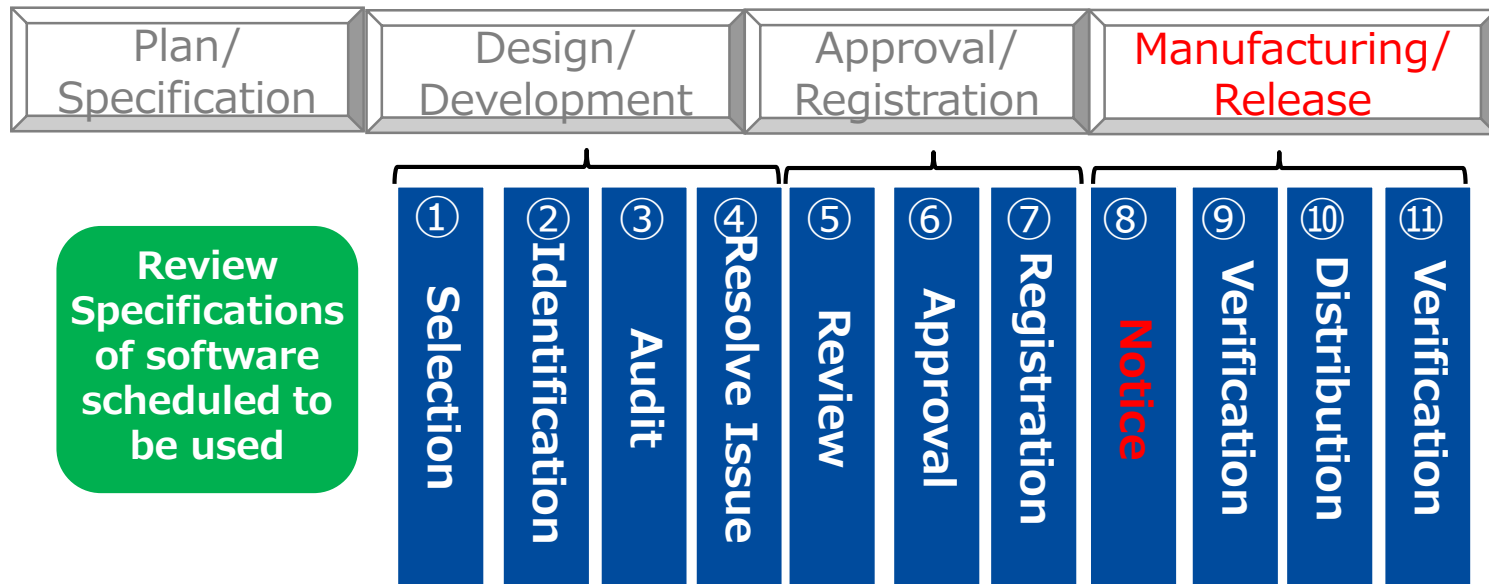 Plan/
Specification
Design/
Development
Approval/
Registration
Manufacturing/
Release
Review
Specifications
of software
scheduled to
be used
① Selection
② Identification
③ Audit
④ Resolve Issue
⑤ Review
⑥ Approval
⑦ Registration
⑧ Notice
⑨ Verification
⑩ Distribution
⑪ Verification